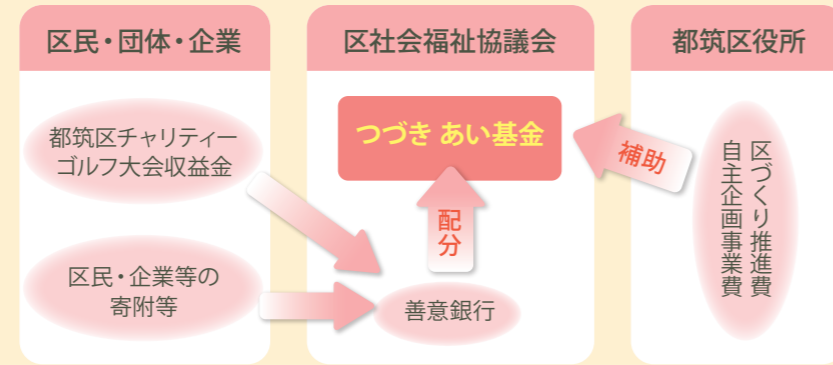 区民・団体・企業
都筑区チャリティー
ゴルフ大会収益金
区民・企業等の
寄附等
区社会福祉協議会
つづき あい基金
配分
善意銀行
都筑区役所
補助
区づくり推進費
自主企画事業費